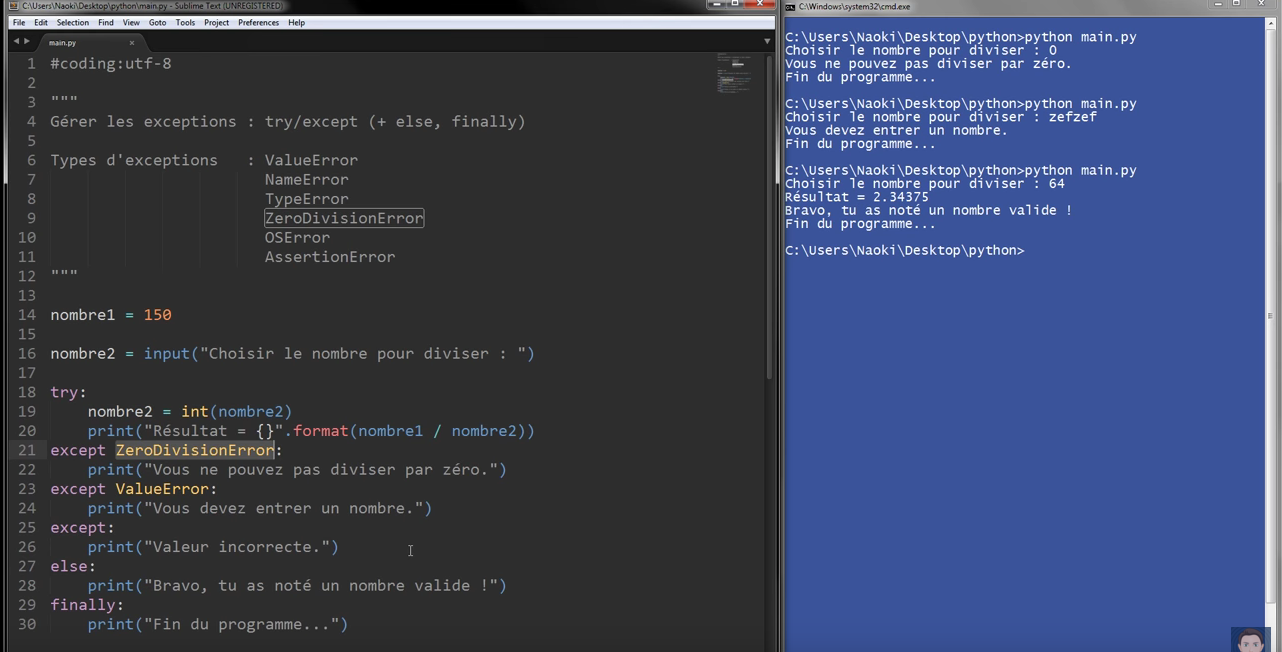 C:\Users\Naoki\Desktop\python\main.py - Sublime Text (UNREGISTERED)
File Edit Selection Find View Goto Tools Project Preferences Help
main.py ×
1 #coding:utf-8
2
3 """
4 Gérer les exceptions : try/except (+ else, finally)
5
6 Types d'exceptions : ValueError
7 NameError
8 TypeError
9 ZeroDivisionError
10 OSError
11 AssertionError
12 """
13
14 nombre1 = 150
15
16 nombre2 = input("Choisir le nombre pour diviser : ")
17
18 try:
19 nombre2 = int(nombre2)
20 print("Résultat = {}".format(nombre1 / nombre2))
21 except ZeroDivisionError:
22 print("Vous ne pouvez pas diviser par zéro.")
23 except ValueError:
24 print("Vous devez entrer un nombre.")
25 except:
26 print("Valeur incorrecte.")
27 else:
28 print("Bravo, tu as noté un nombre valide !")
29 finally:
30 print("Fin du programme...")
C:\Windows\system32\cmd.exe
C:\Users\Naoki\Desktop\python>python main.py
Choisir le nombre pour diviser : 0
Vous ne pouvez pas diviser par zéro.
Fin du programme...
C:\Users\Naoki\Desktop\python>python main.py
Choisir le nombre pour diviser : zefzef
Vous devez entrer un nombre.
Fin du programme...
C:\Users\Naoki\Desktop\python>python main.py
Choisir le nombre pour diviser : 64
Résultat = 2.34375
Bravo, tu as noté un nombre valide !
Fin du programme...
C:\Users\Naoki\Desktop\python>